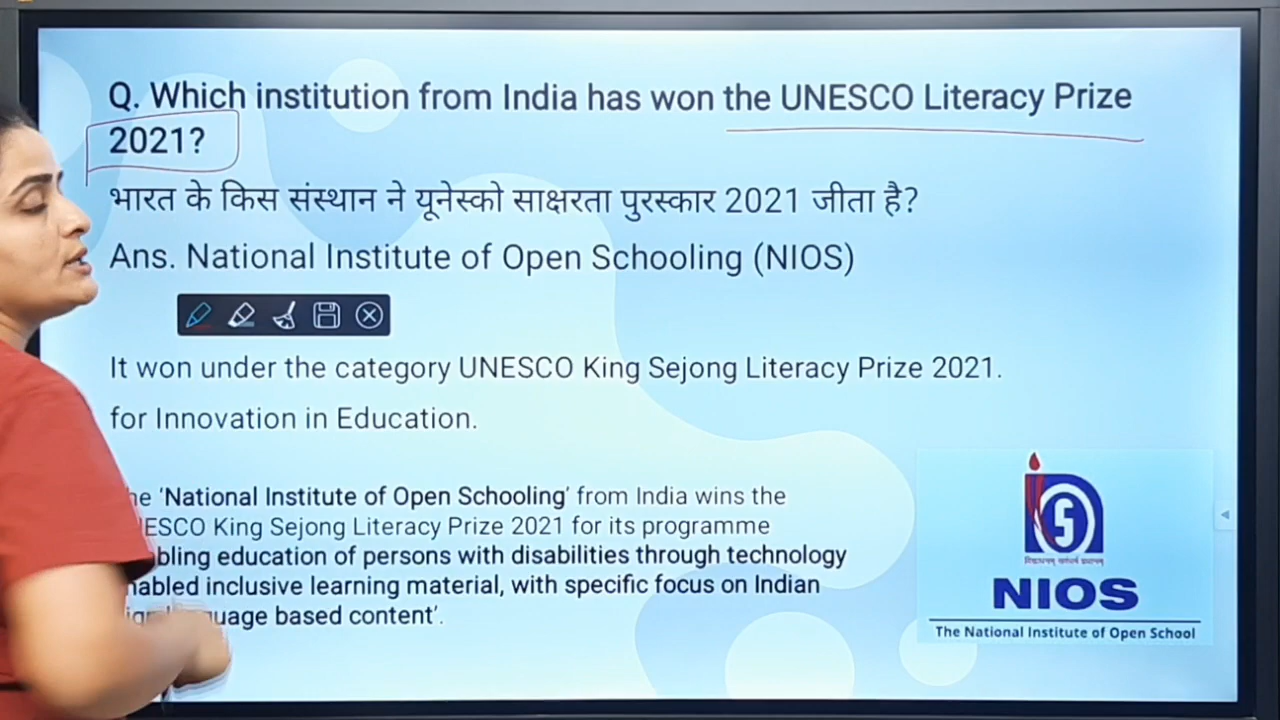 Q. Which institution from India has won the UNESCO Literacy Prize
2021?
भारत के किस संस्थान ने यूनेस्को साक्षरता पुरस्कार 2021 जीता है?
Ans. National Institute of Open Schooling (NIOS)
It won under the category UNESCO King Sejong Literacy Prize 2021.
for Innovation in Education.
'National Institute of Open Schooling' from India wins the
King Sejong Literacy Prize 2021 for its programme
education of persons with disabilities through technology
inclusive learning material, with specific focus on Indian
based content'.
NIOS
The National Institute of Open School